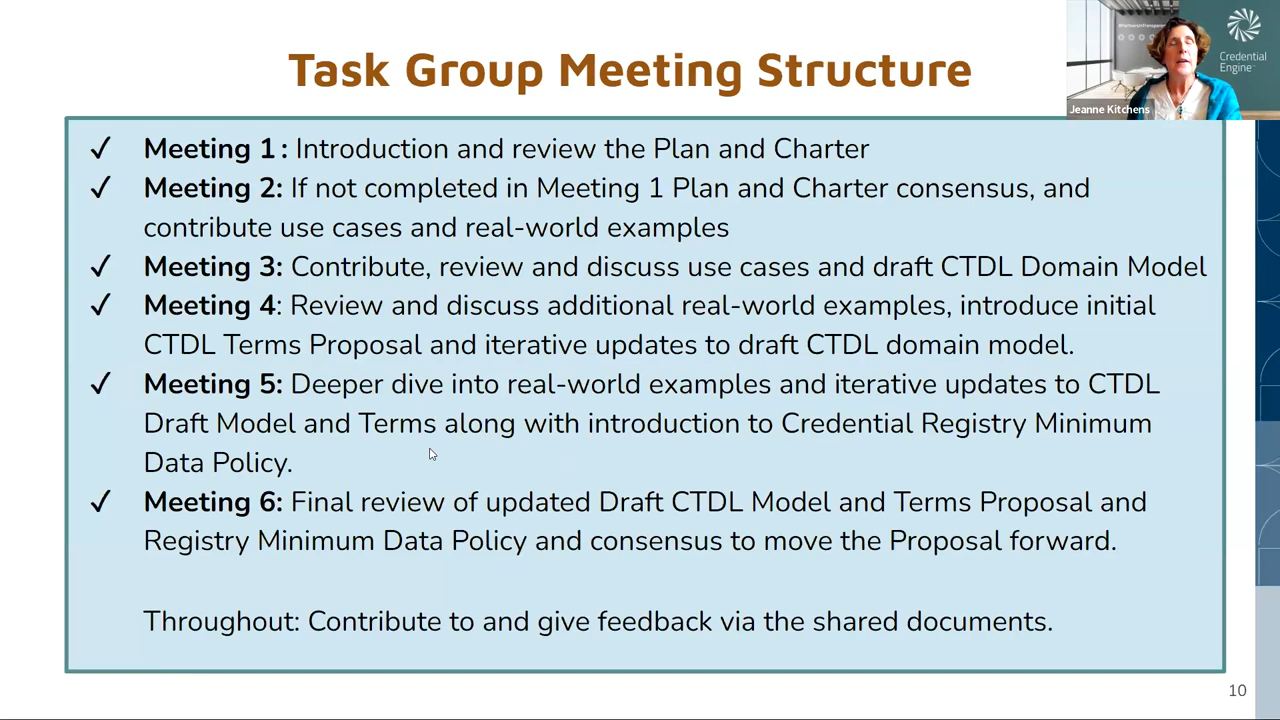 Task Group Meeting Structure
Credential
Engine
Jeanne Kitchens
✓ Meeting 1: Introduction and review the Plan and Charter
✓ Meeting 2: If not completed in Meeting 1 Plan and Charter consensus, and
contribute use cases and real-world examples
✓ Meeting 3: Contribute, review and discuss use cases and draft CTDL Domain Model
✓ Meeting 4: Review and discuss additional real-world examples, introduce initial
CTDL Terms Proposal and iterative updates to draft CTDL domain model.
✓ Meeting 5: Deeper dive into real-world examples and iterative updates to CTDL
Draft Model and Terms along with introduction to Credential Registry Minimum
Data Policy.
✓ Meeting 6: Final review of updated Draft CTDL Model and Terms Proposal and
Registry Minimum Data Policy and consensus to move the Proposal forward.
Throughout: Contribute to and give feedback via the shared documents.
10